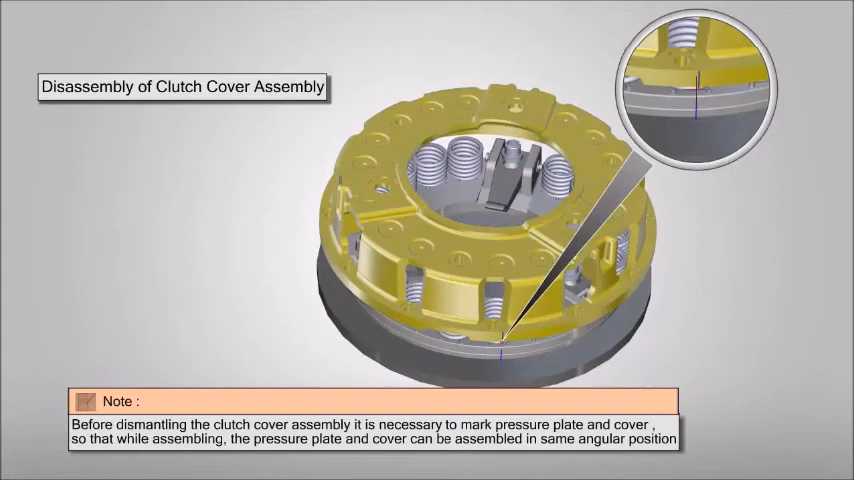 Disassembly of Clutch Cover Assembly
Note :
Before dismantling the clutch cover assembly it is necessary to mark pressure plate and cover ,
so that while assembling, the pressure plate and cover can be assembled in same angular position